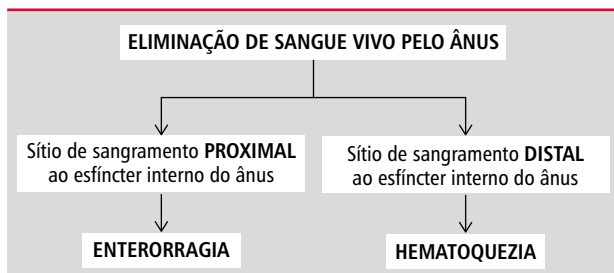 ELIMINAÇÃO DE SANGUE VIVO PELO ÂNUS
Sítio de sangramento PROXIMAL
ao esfíncter interno do ânus
Sítio de sangramento DISTAL
ao esfíncter interno do ânus
ENTERORRAGIA
HEMATOQUEZIA